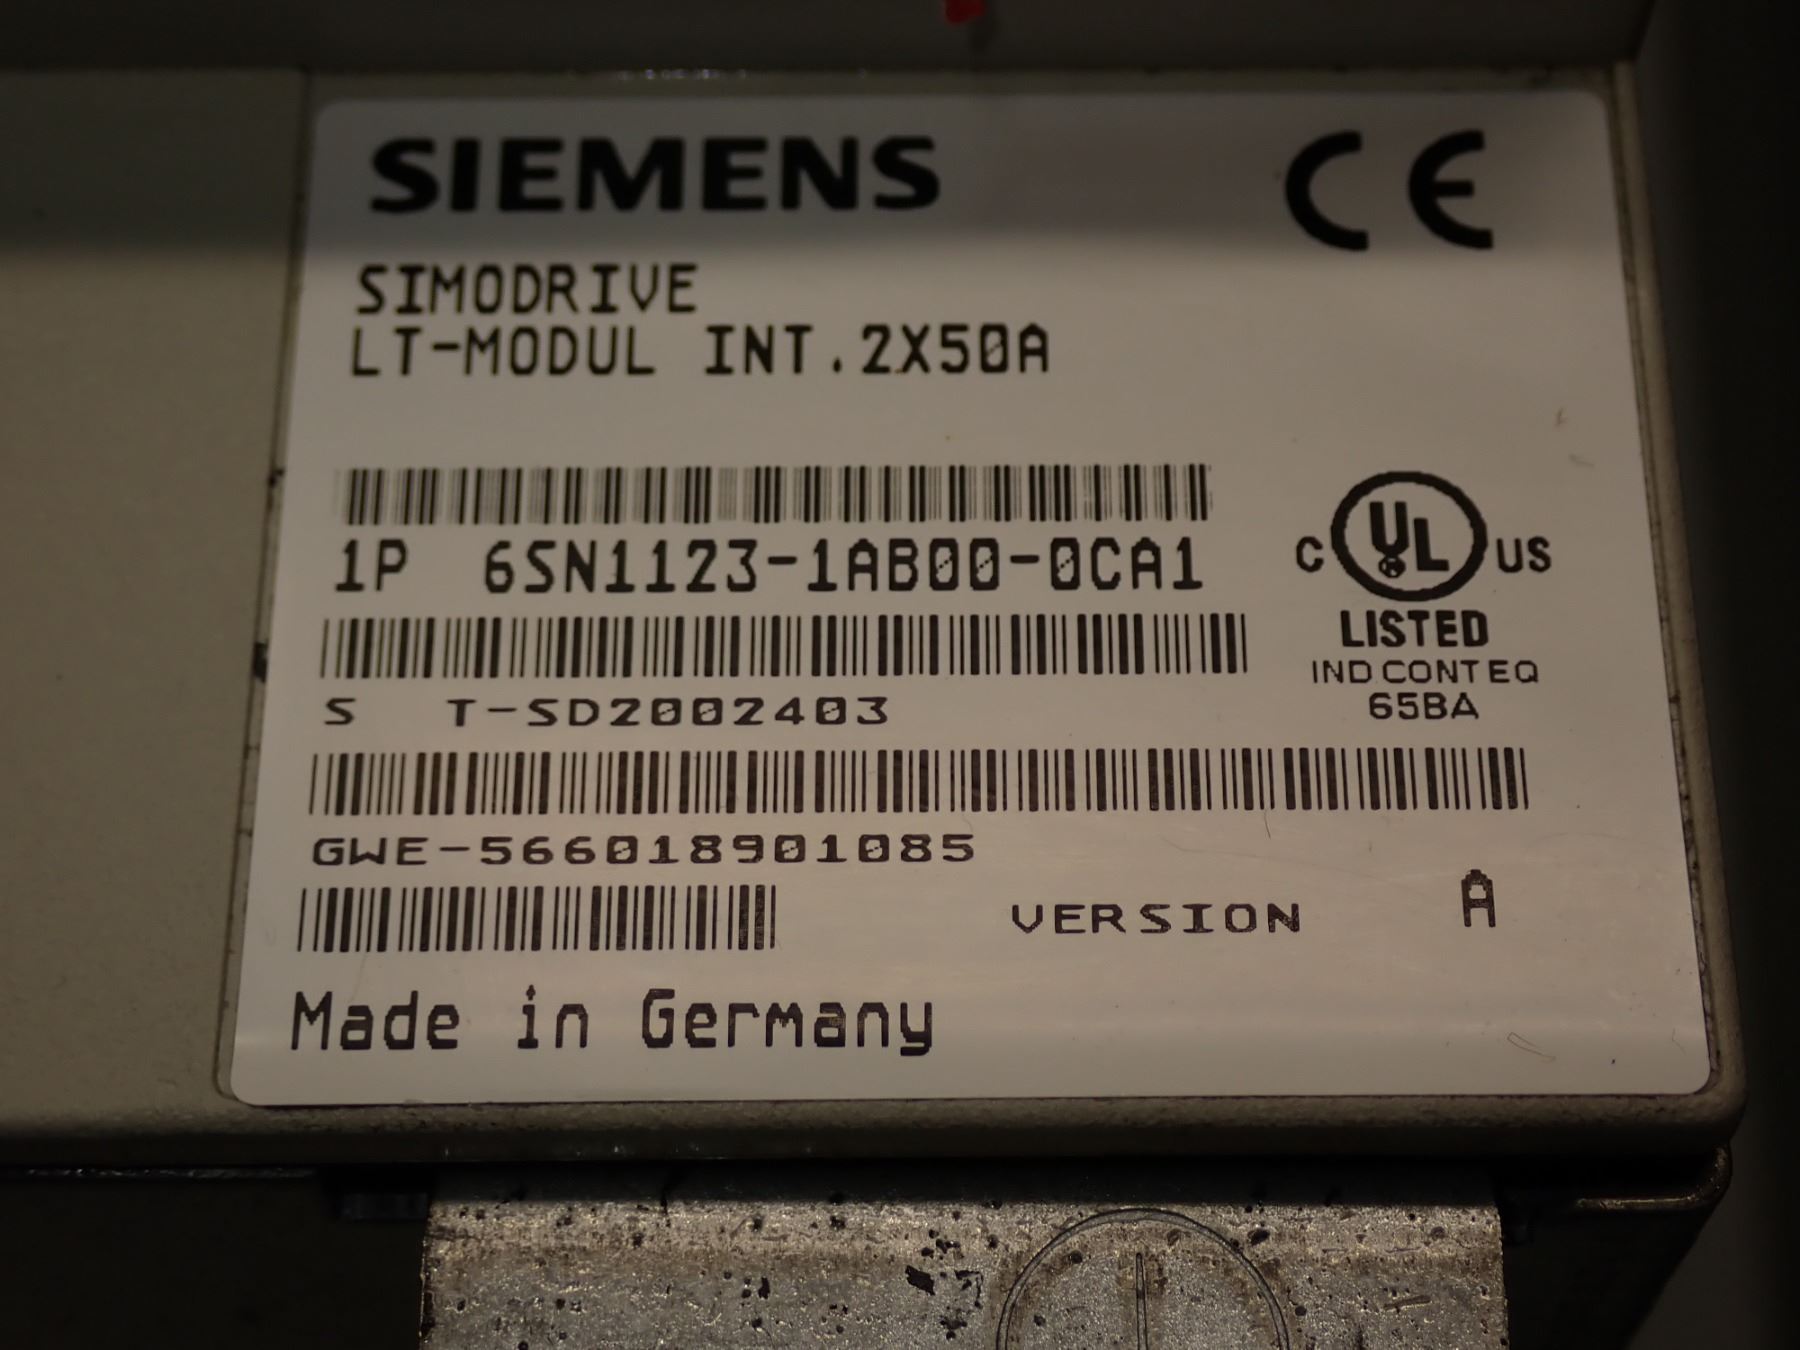 SIEMENS CE
SIMODRIVE
LT-MODUL INT.2X50A
1P 6SN1123-1AB00-0CA1
C UL US
LISTED
IND.CONT.EQ
65BA
S T-SD2002403
GWE-566018901085
VERSION A
Made in Germany